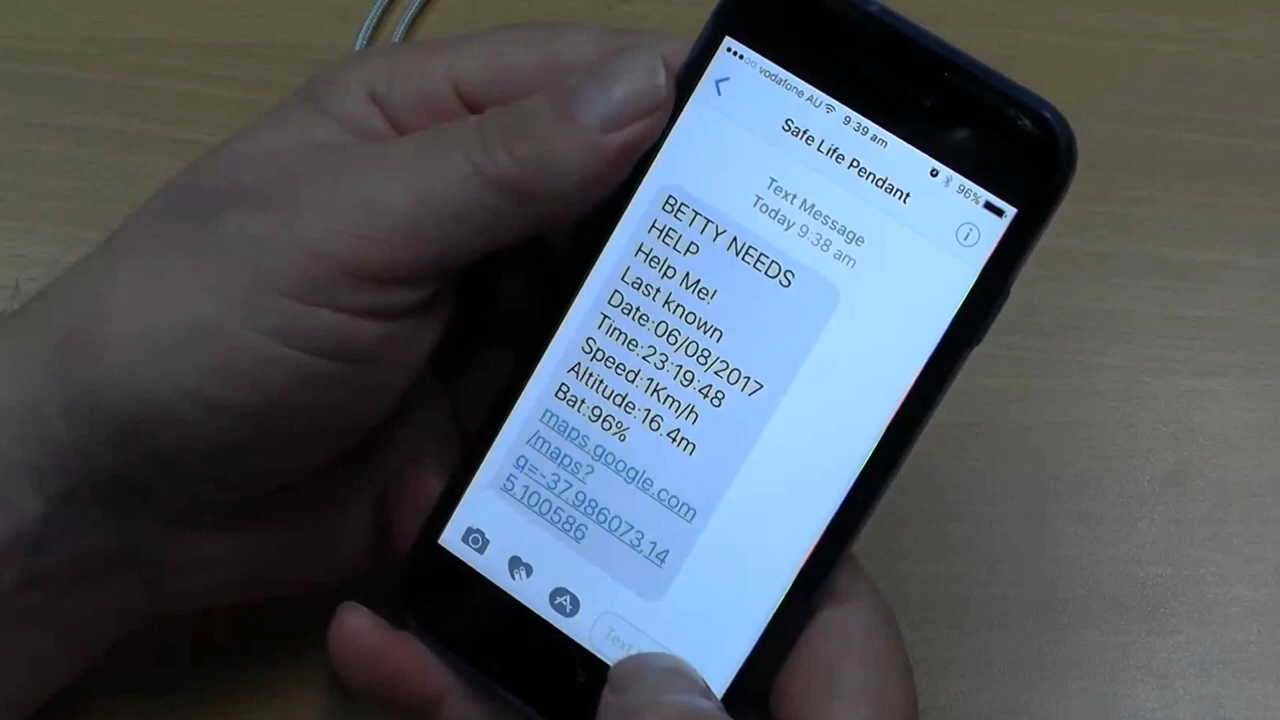 vodafone AU 9:39 am 96%
Safe Life Pendant
Text Message
Today 9:38 am
BETTY NEEDS
HELP
Help Me!
Last known
Date:06/08/2017
Time:23:19:48
Speed:1Km/h
Altitude:16.4m
Bat:96%
maps.google.com
/maps?
q=-37.986073,14
5.100586
Text